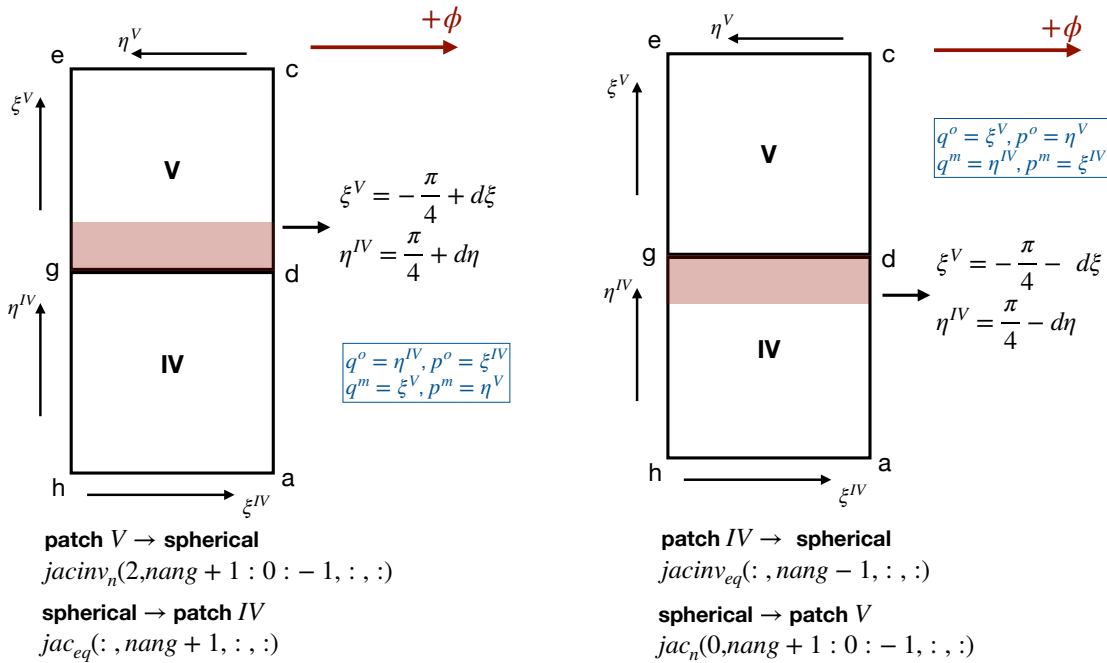 +ϕ
e
η^V
c
ξ^V
V
ξ^V = −π/4 + dξ
η^IV = π/4 + dη
g
d
η^IV
IV
q^o = η^IV, p^o = ξ^IV
q^m = ξ^V, p^m = η^V
h
a
ξ^IV
patch V → spherical
jacinv_n(2,nang + 1 : 0 : − 1, : , :)
spherical → patch IV
jac_eq(: , nang + 1, : , :)
+ϕ
e
η^V
c
ξ^V
q^o = ξ^V, p^o = η^V
q^m = η^IV, p^m = ξ^IV
V
g
d
η^IV
ξ^V = −π/4 − dξ
η^IV = π/4 − dη
IV
h
a
ξ^IV
patch IV → spherical
jacinv_eq(: , nang − 1, : , :)
spherical → patch V
jac_n(0,nang + 1 : 0 : − 1, : , :)